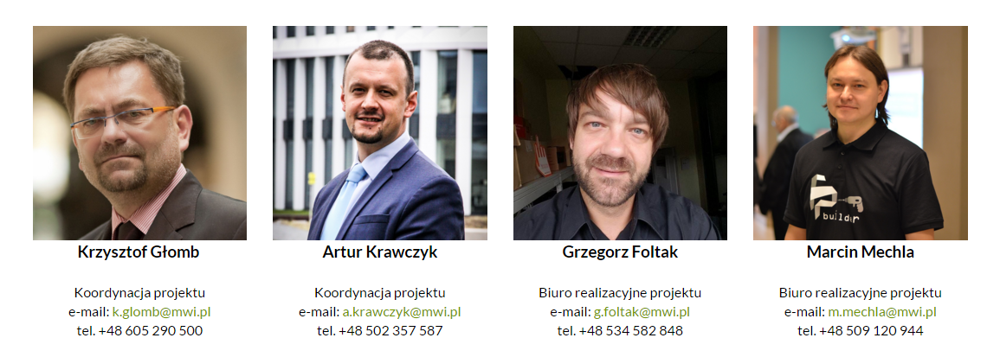 builder
Krzysztof Głomb
Koordynacja projektu
e-mail: k.glomb@mwi.pl
tel. +48 605 290 500
Artur Krawczyk
Koordynacja projektu
e-mail: a.krawczyk@mwi.pl
tel. +48 502 357 587
Grzegorz Foltak
Biuro realizacyjne projektu
e-mail: g.foltak@mwi.pl
tel. +48 534 582 848
Marcin Mechla
Biuro realizacyjne projektu
e-mail: m.mechla@mwi.pl
tel. +48 509 120 944